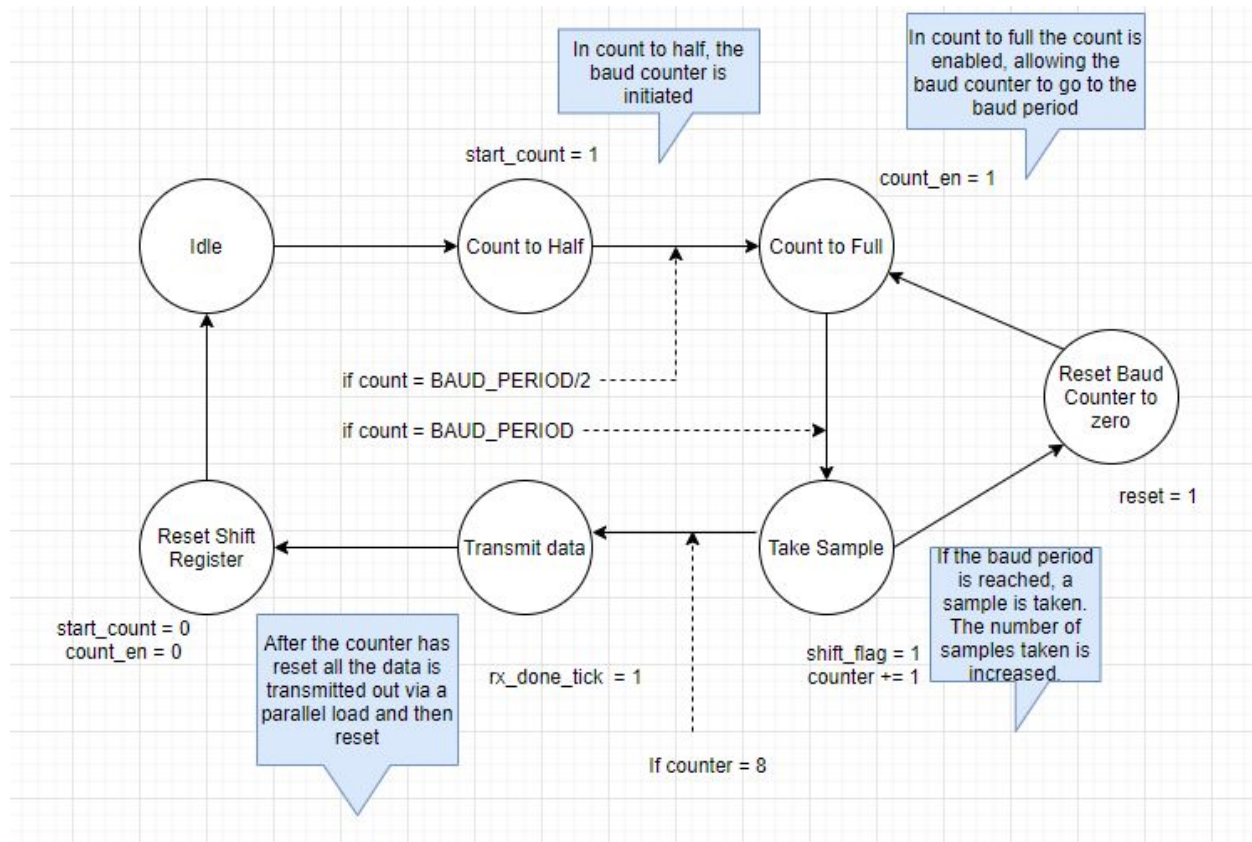 In count to half, the
baud counter is
initiated
In count to full the count is
enabled, allowing the
baud counter to go to the
baud period
start_count = 1
count_en = 1
Idle
Count to Half
Count to Full
if count = BAUD_PERIOD/2
if count = BAUD_PERIOD
Reset Baud
Counter to
zero
reset = 1
Reset Shift
Register
Transmit data
Take Sample
If the baud period
is reached, a
sample is taken.
The number of
samples taken is
increased.
start_count = 0
count_en = 0
After the counter has
reset all the data is
transmitted out via a
parallel load and then
reset
rx_done_tick = 1
shift_flag = 1
counter += 1
If counter = 8